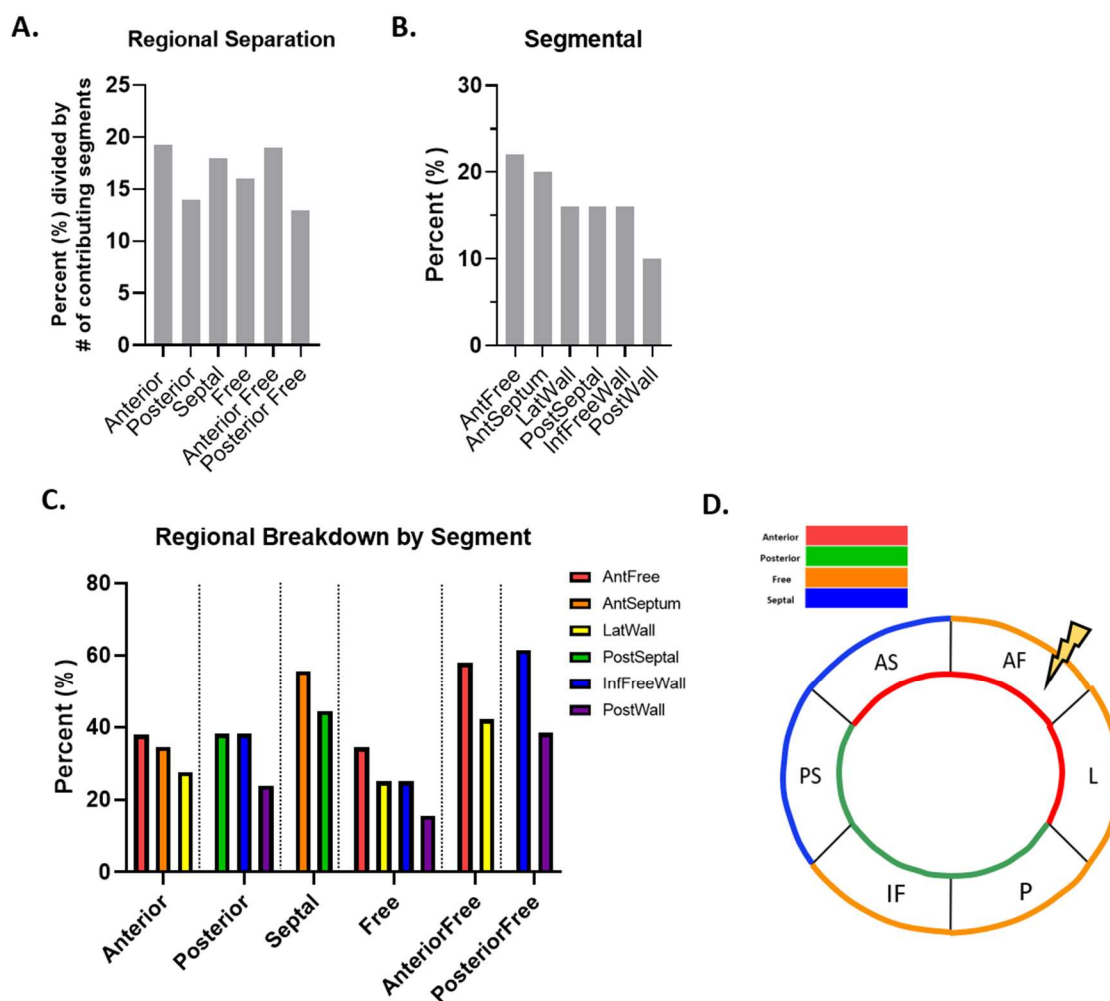 A.
Regional Separation
Percent (%) divided by
# of contributing segments
25
20
15
10
5
0
Anterior
Posterior
Septal
Free
Anterior Free
Posterior Free
B.
Segmental
Percent (%)
30
20
10
0
AntFree
AntSeptum
LatWall
PostSeptal
InfFreeWall
PostWall
C.
Regional Breakdown by Segment
Percent (%)
80
60
40
20
0
Anterior
Posterior
Septal
Free
AnteriorFree
PosteriorFree
AntFree
AntSeptum
LatWall
PostSeptal
InfFreeWall
PostWall
D.
Anterior
Posterior
Free
Septal
AS
AF
PS
L
IF
P